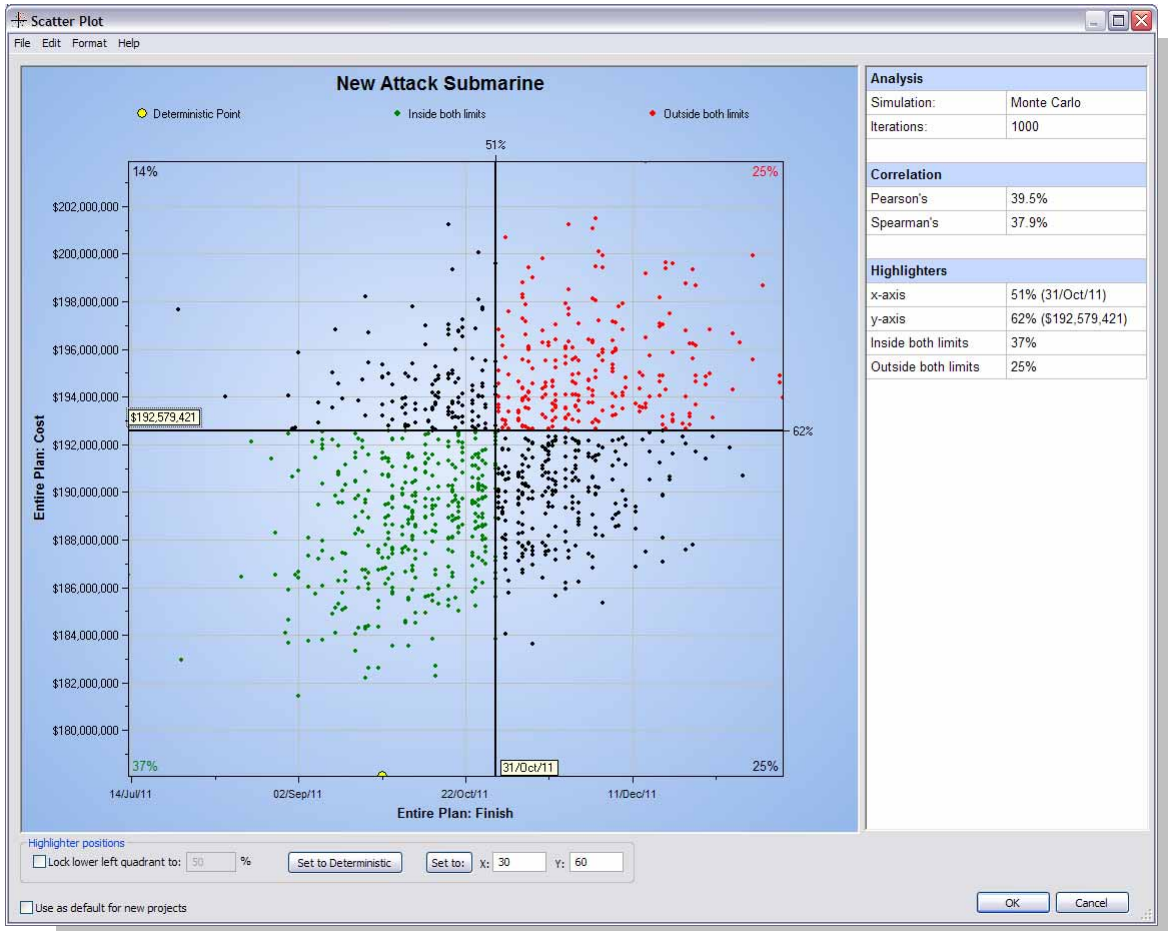 Scatter Plot
File Edit Format Help
New Attack Submarine
Deterministic Point Inside both limits Outside both limits
51%
14% 25%
$202,000,000
$200,000,000
$198,000,000
$196,000,000
$194,000,000
$192,579,421
62%
$192,000,000
$190,000,000
$188,000,000
$186,000,000
$184,000,000
$182,000,000
$180,000,000
Entire Plan: Cost
37% 31/Oct/11 25%
14/Jul/11 02/Sep/11 22/Oct/11 11/Dec/11
Entire Plan: Finish
Analysis
Simulation: Monte Carlo
Iterations: 1000
Correlation
Pearson's 39.5%
Spearman's 37.9%
Highlighters
x-axis 51% (31/Oct/11)
y-axis 62% ($192,579,421)
Inside both limits 37%
Outside both limits 25%
Highlighter positions
Lock lower left quadrant to: 50 % Set to Deterministic Set to: X: 30 Y: 60
Use as default for new projects
OK Cancel